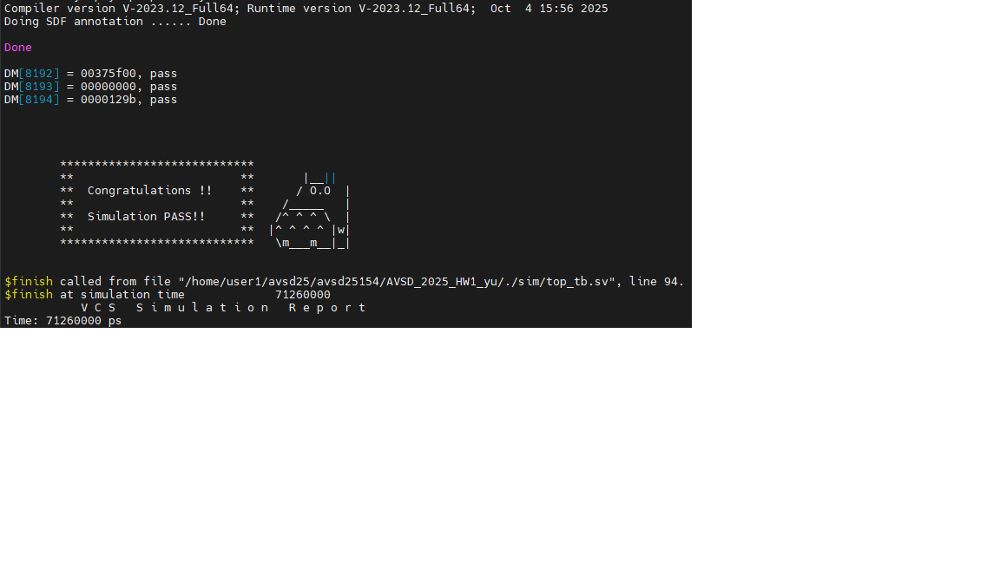 Compiler version V-2023.12_Full64; Runtime version V-2023.12_Full64;  Oct  4 15:56 2025
Doing SDF annotation ...... Done
Done
DM[8192] = 00375f00, pass
DM[8193] = 00000000, pass
DM[8194] = 0000129b, pass
        ****************************
        **                        **       |__||
        **  Congratulations !!    **      / O.O  |
        **                        **    /_____   |
        **  Simulation PASS!!     **   /^ ^ ^ \  |
        **                        **  |^ ^ ^ ^ |w|
        ****************************   \m___m__|_|
$finish called from file "/home/user1/avsd25/avsd25154/AVSD_2025_HW1_yu/./sim/top_tb.sv", line 94.
$finish at simulation time             71260000
           V C S   S i m u l a t i o n   R e p o r t
Time: 71260000 ps